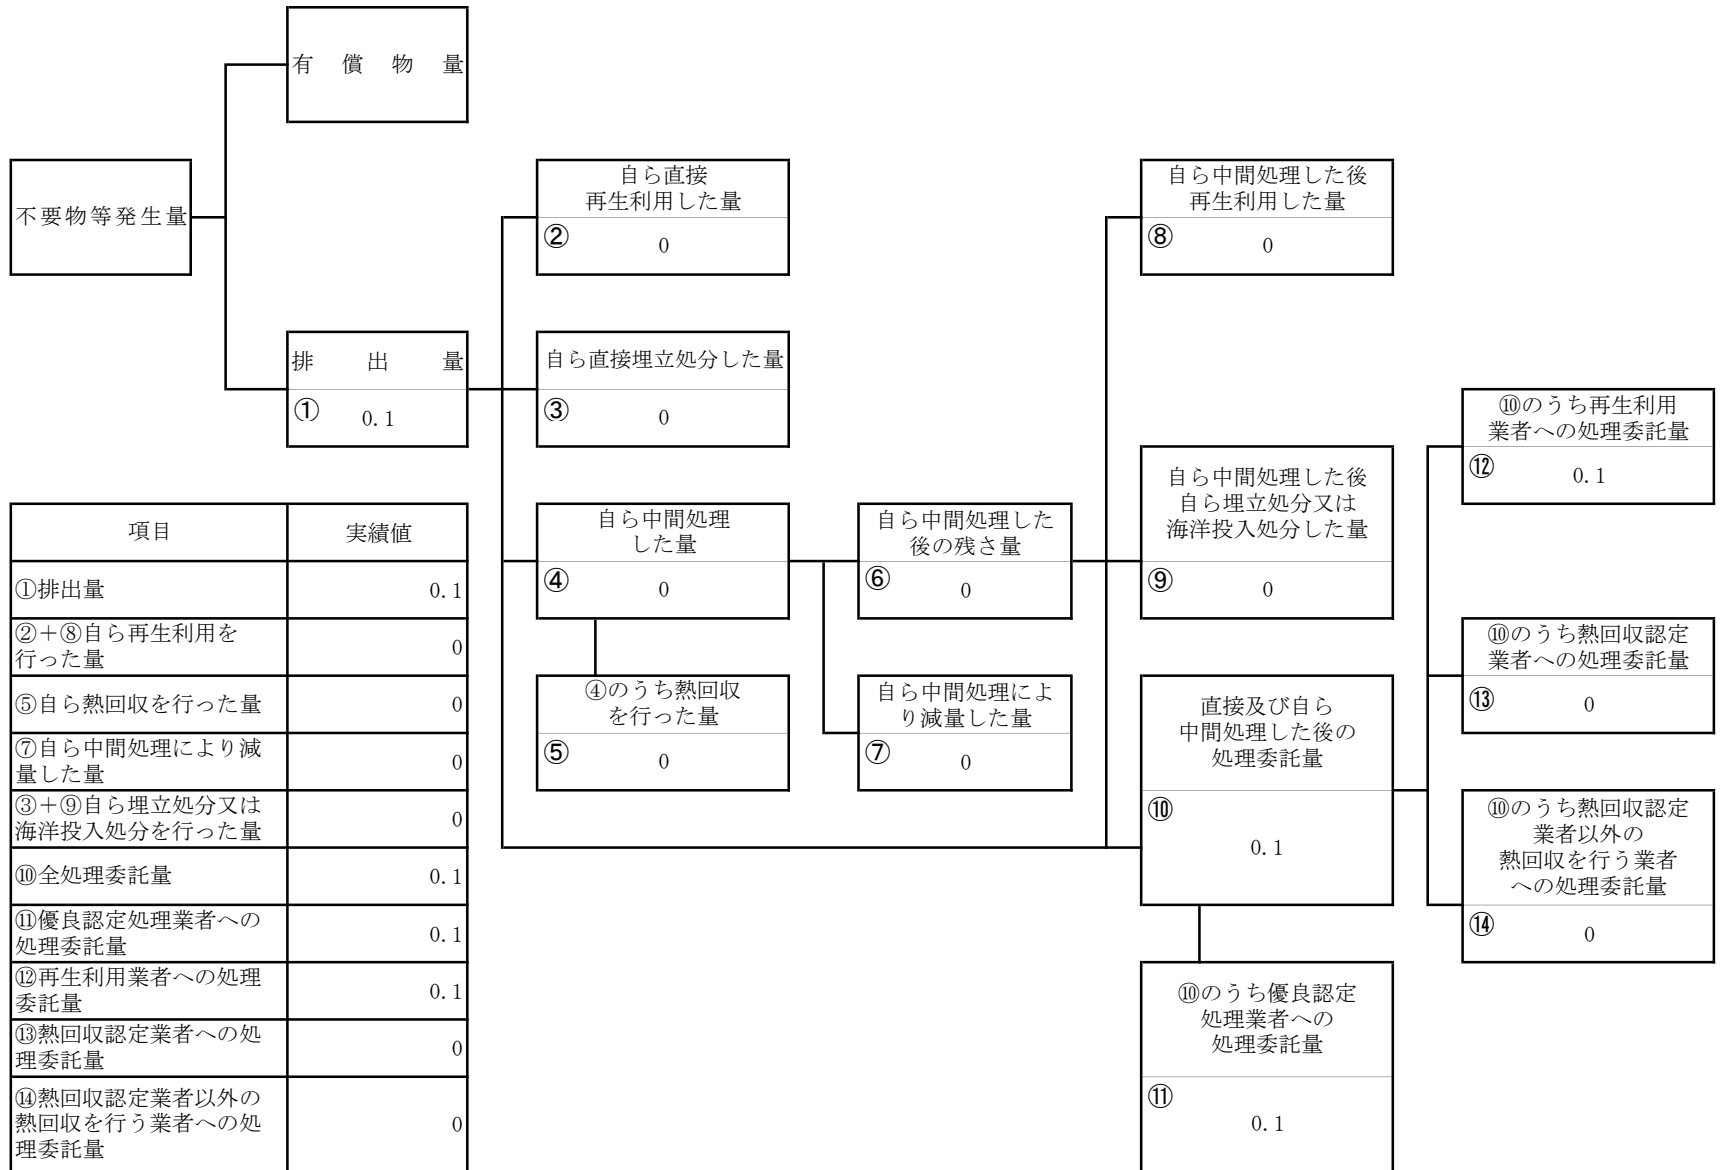 有償物量
不要物等発生量
排出量
① 0.1
自ら直接
再生利用した量
② 0
自ら直接埋立処分した量
③ 0
自ら中間処理
した量
④ 0
④のうち熱回収
を行った量
⑤ 0
自ら中間処理した
後の残さ量
⑥ 0
自ら中間処理によ
り減量した量
⑦ 0
自ら中間処理した後
再生利用した量
⑧ 0
自ら中間処理した後
自ら埋立処分又は
海洋投入処分した量
⑨ 0
直接及び自ら
中間処理した後の
処理委託量
⑩
0.1
⑩のうち優良認定
処理業者への
処理委託量
⑪
0.1
⑩のうち再生利用
業者への処理委託量
⑫ 0.1
⑩のうち熱回収認定
業者への処理委託量
⑬ 0
⑩のうち熱回収認定
業者以外の
熱回収を行う業者
への処理委託量
⑭ 0
項目 実績値
①排出量 0.1
②+⑧自ら再生利用を
行った量 0
⑤自ら熱回収を行った量 0
⑦自ら中間処理により減
量した量 0
③+⑨自ら埋立処分又は
海洋投入処分を行った量 0
⑩全処理委託量 0.1
⑪優良認定処理業者への
処理委託量 0.1
⑫再生利用業者への処理
委託量 0.1
⑬熱回収認定業者への処
理委託量 0
⑭熱回収認定業者以外の
熱回収を行う業者への処
理委託量 0